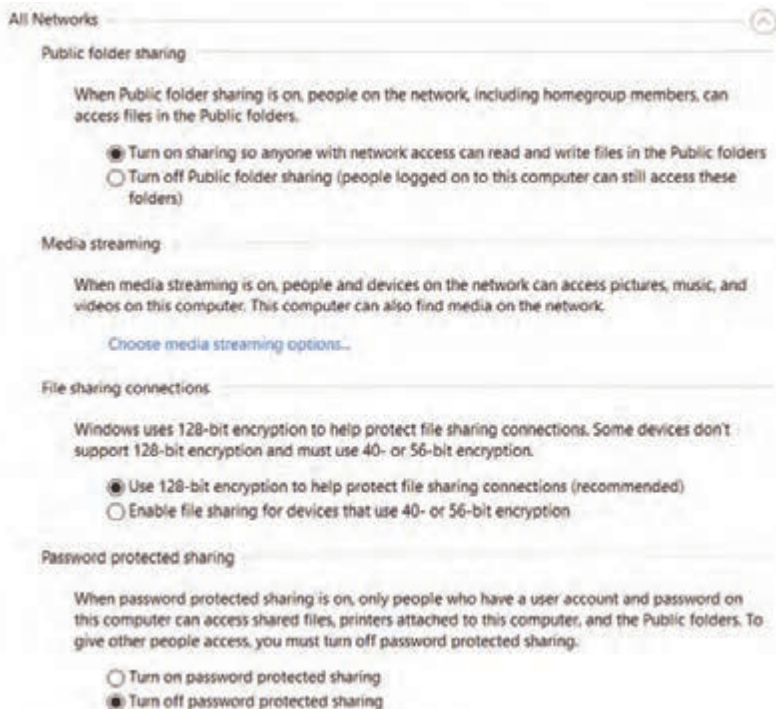 All Networks
Public folder sharing
When Public folder sharing is on, people on the network, including homegroup members, can
access files in the Public folders.
Turn on sharing so anyone with network access can read and write files in the Public folders
Turn off Public folder sharing (people logged on to this computer can still access these
folders)
Media streaming
When media streaming is on, people and devices on the network can access pictures, music, and
videos on this computer. This computer can also find media on the network.
Choose media streaming options...
File sharing connections
Windows uses 128-bit encryption to help protect file sharing connections. Some devices don't
support 128-bit encryption and must use 40- or 56-bit encryption.
Use 128-bit encryption to help protect file sharing connections (recommended)
Enable file sharing for devices that use 40- or 56-bit encryption
Password protected sharing
When password protected sharing is on, only people who have a user account and password on
this computer can access shared files, printers attached to this computer, and the Public folders. To
give other people access, you must turn off password protected sharing.
Turn on password protected sharing
Turn off password protected sharing